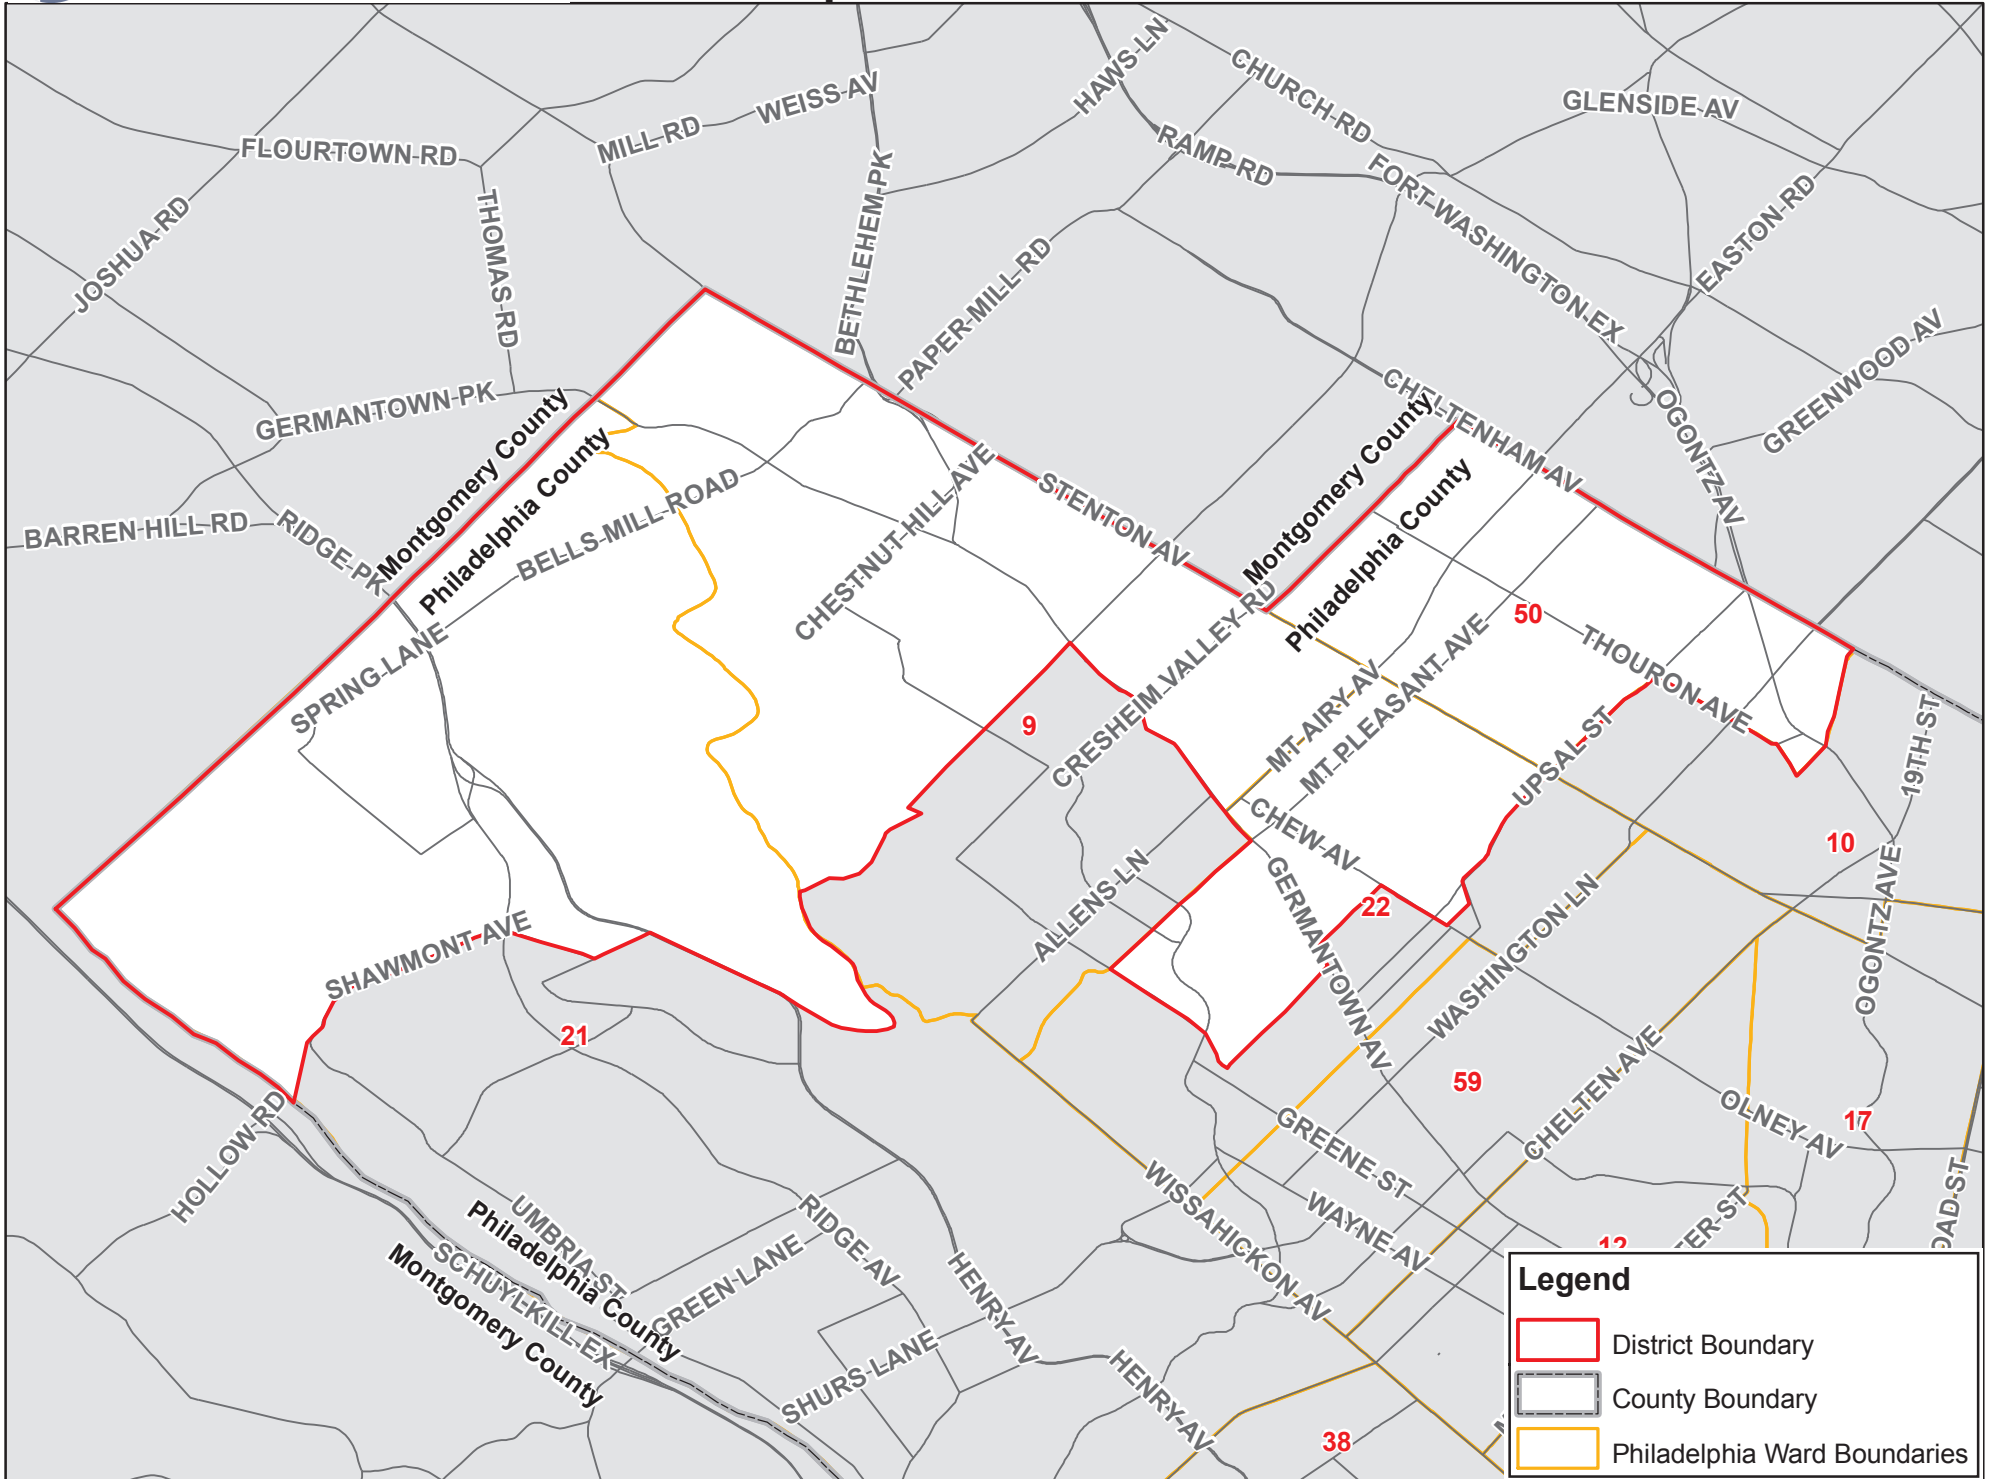 HAWS LN
CHURCH RD
GLENSIDE AV
WEISS AV
MILL RD
FLOURTOWN RD
RAMP RD
FORT WASHINGTON EX
EASTON RD
THOMAS RD
JOSHUA RD
BETHLEHEM PK
PAPER MILL RD
GREENWOOD AV
GERMANTOWN PK
CHELTENHAM AV
OGONTZ AV
Montgomery County
Philadelphia County
Montgomery County
Philadelphia County
BARREN HILL RD
RIDGE PK
BELLS MILL ROAD
CHESTNUT HILL AVE
STENTON AV
SPRING LANE
CRESHEIM VALLEY RD
50
THOURON AVE
MT AIRY AV
MT PLEASANT AVE
9
UPSAL ST
19TH ST
CHEW AV
10
ALLENS LN
GERMANTOWN AV
22
WASHINGTON LN
OGONTZ AVE
SHAWMONT AVE
21
59
CHELTEN AVE
OLNEY AV
17
HOLLOW RD
GREENE ST
WISSAHICKON AV
WAYNE AV
UMBRIA ST
Philadelphia County
SCHUYLKILL EX
Montgomery County
GREEN LANE
RIDGE AV
HENRY AV
SHURS LANE
HENRY AV
38
12
TER ST
OAD ST
Legend
District Boundary
County Boundary
Philadelphia Ward Boundaries